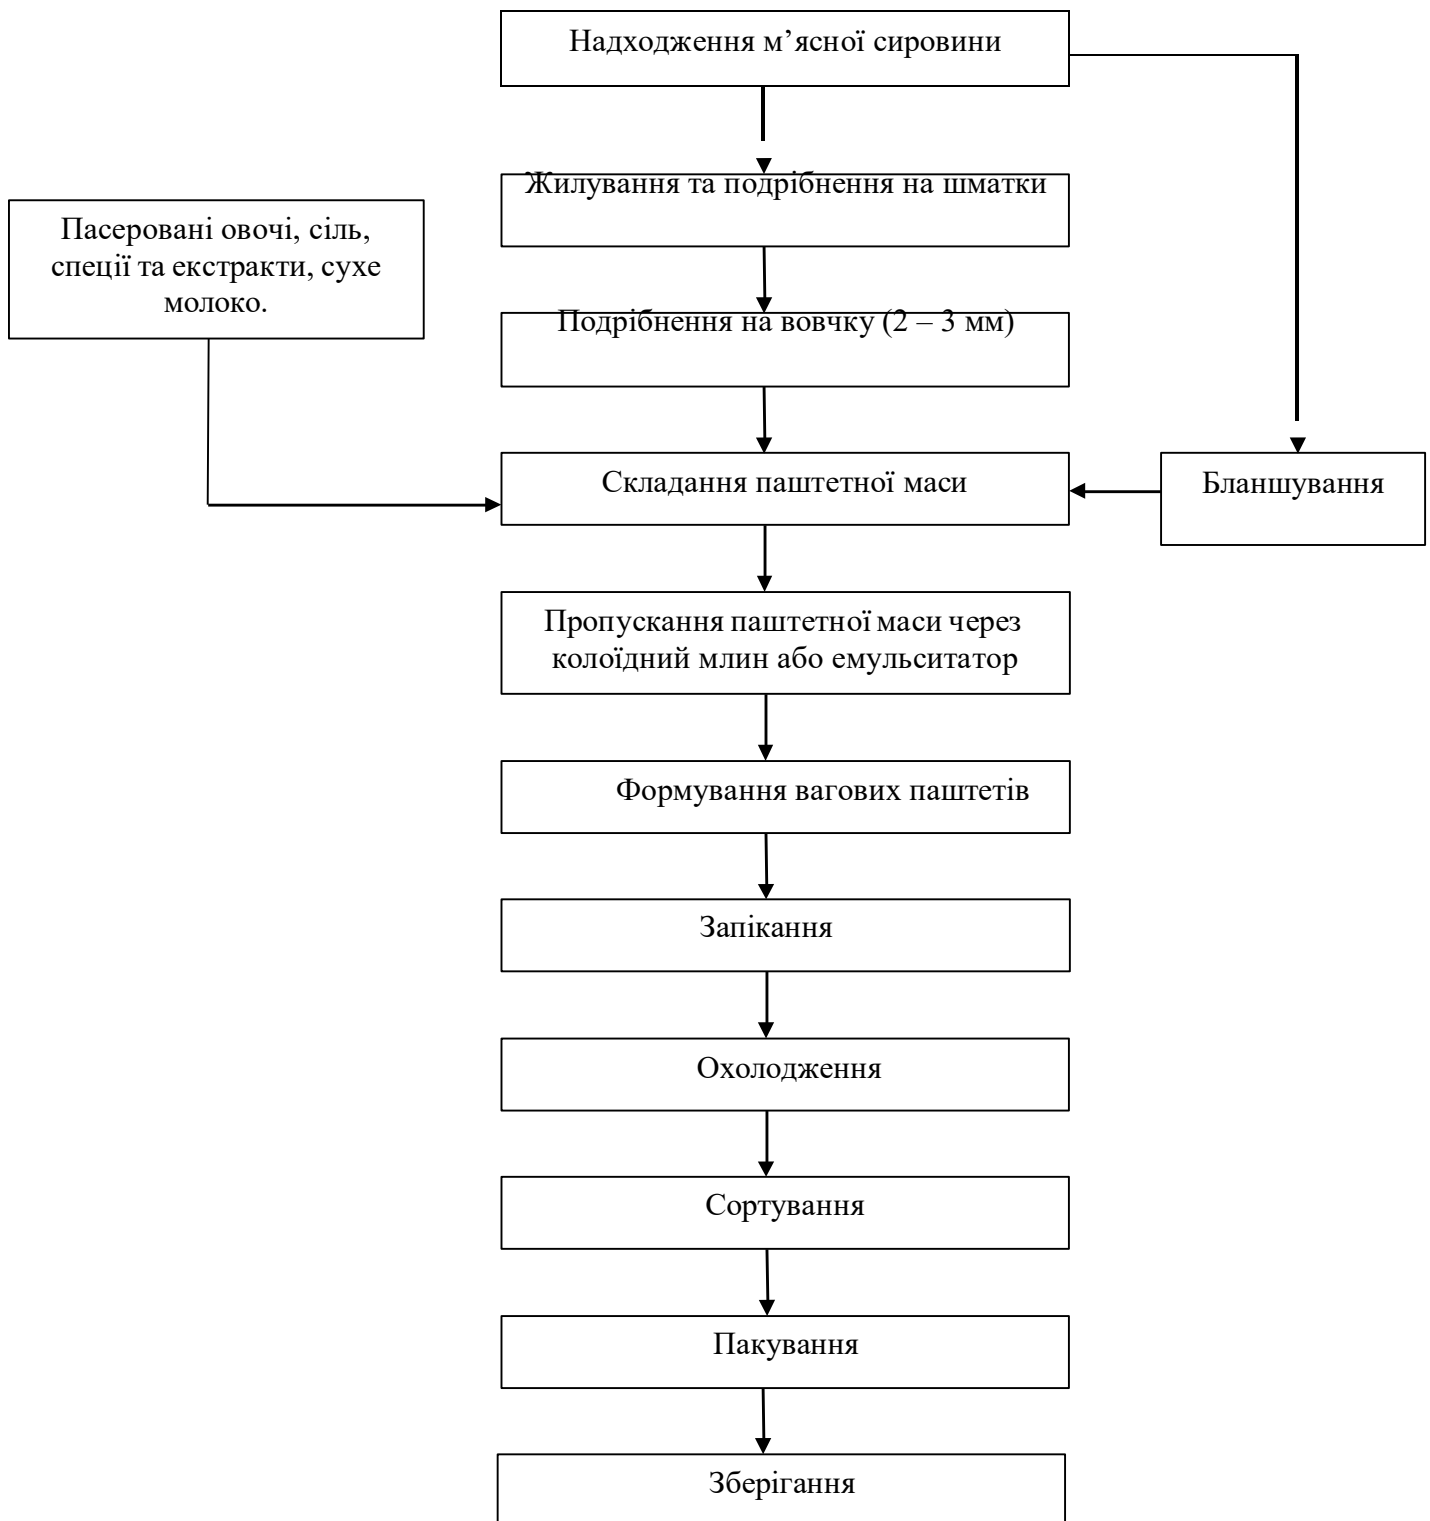 Надходження м’ясної сировини
Жилування та подрібнення на шматки
Пасеровані овочі, сіль,
спеції та екстракти, сухе
молоко.
Подрібнення на вовчку (2 – 3 мм)
Складання паштетної маси
Бланшування
Пропускання паштетної маси через
колоїдний млин або емульситатор
Формування вагових паштетів
Запікання
Охолодження
Сортування
Пакування
Зберігання